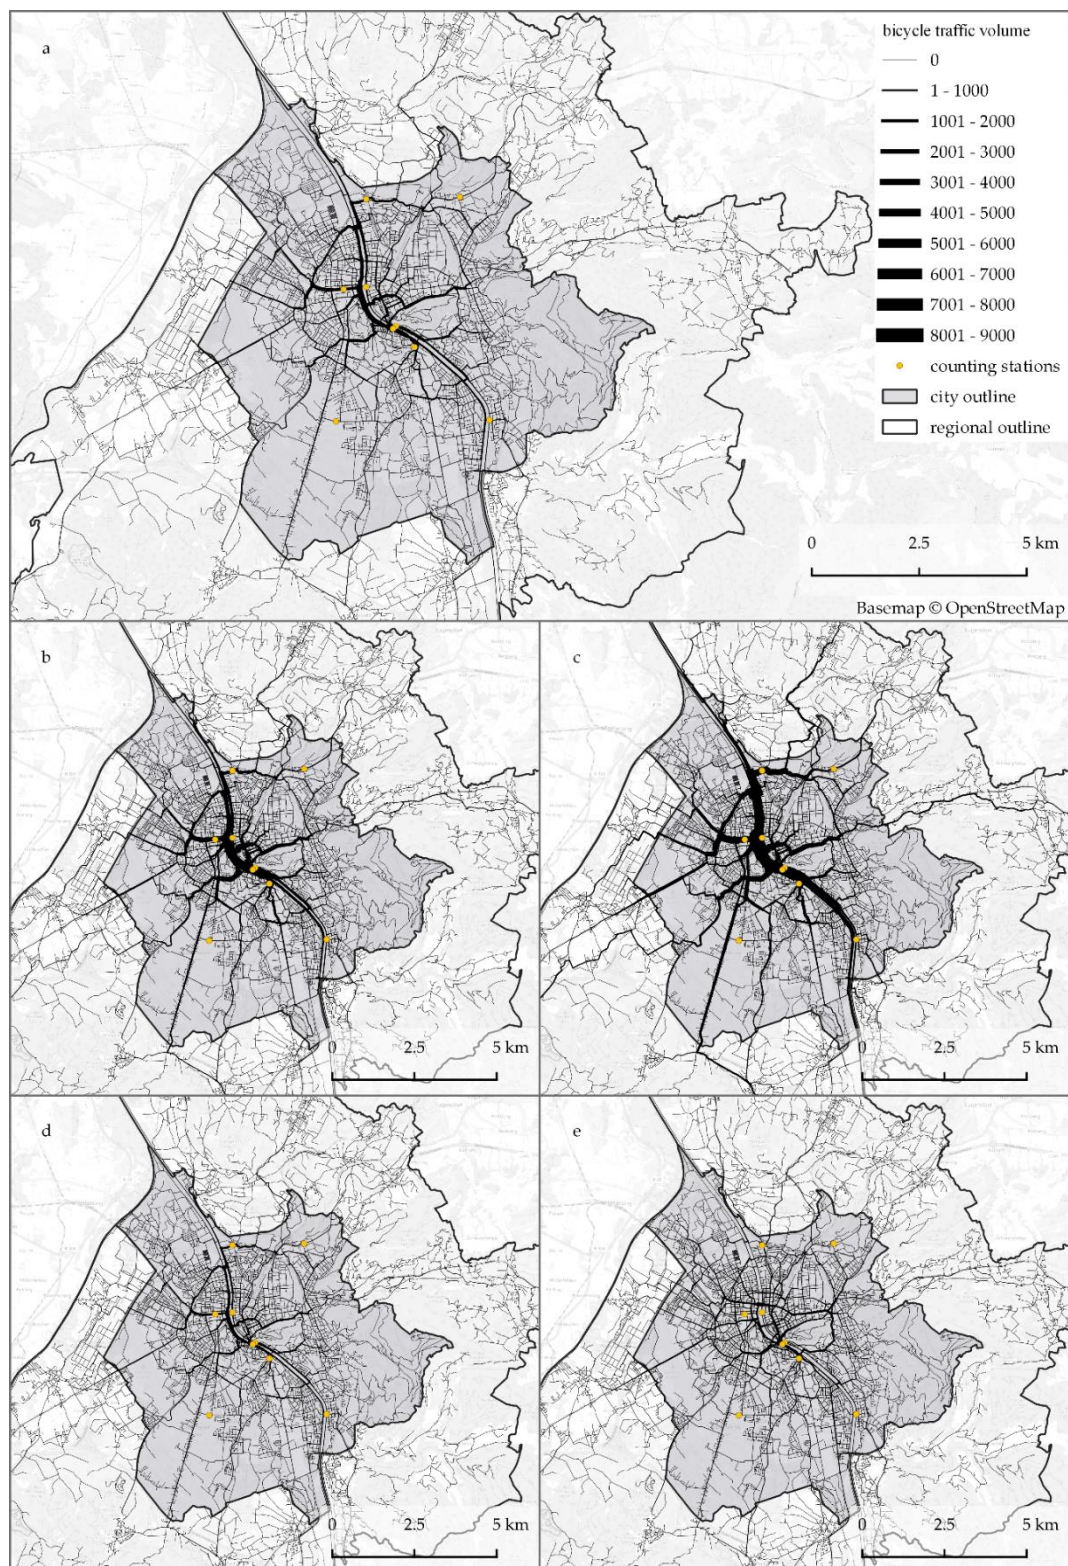 a
bicycle traffic volume
0
1 - 1000
1001 - 2000
2001 - 3000
3001 - 4000
4001 - 5000
5001 - 6000
6001 - 7000
7001 - 8000
8001 - 9000
counting stations
city outline
regional outline
0 2.5 5 km
Basemap © OpenStreetMap
b
0 2.5 5 km
c
0 2.5 5 km
d
0 2.5 5 km
e
0 2.5 5 km